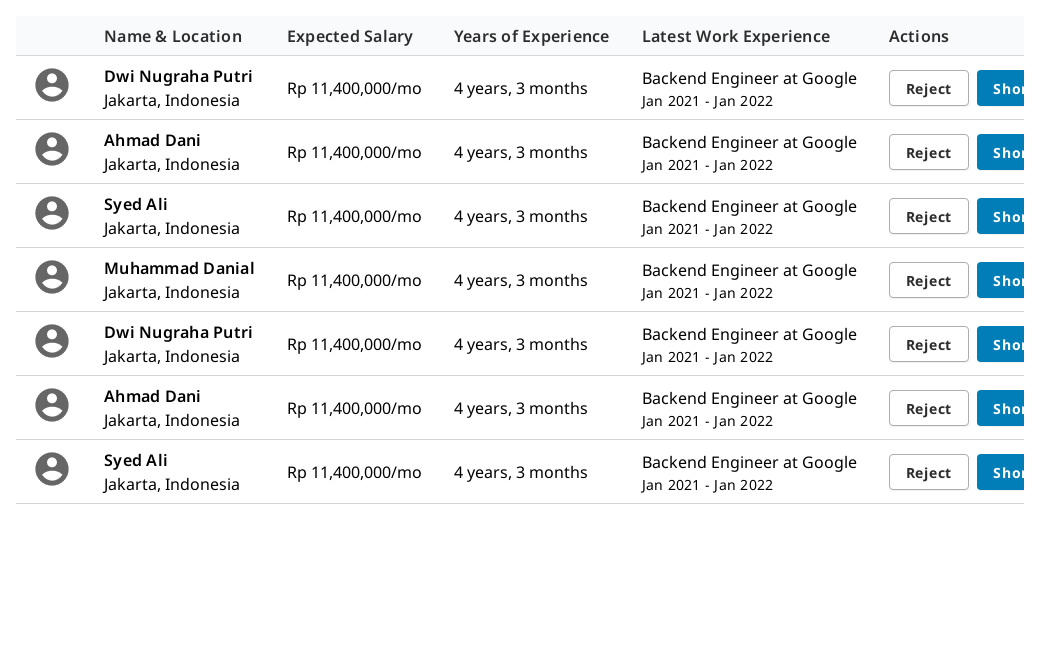 Name & Location Expected Salary Years of Experience Latest Work Experience Actions
Dwi Nugraha Putri
Jakarta, Indonesia
Rp 11,400,000/mo
4 years, 3 months
Backend Engineer at Google
Jan 2021 - Jan 2022
Reject
Ahmad Dani
Jakarta, Indonesia
Rp 11,400,000/mo
4 years, 3 months
Backend Engineer at Google
Jan 2021 - Jan 2022
Reject
Syed Ali
Jakarta, Indonesia
Rp 11,400,000/mo
4 years, 3 months
Backend Engineer at Google
Jan 2021 - Jan 2022
Reject
Muhammad Danial
Jakarta, Indonesia
Rp 11,400,000/mo
4 years, 3 months
Backend Engineer at Google
Jan 2021 - Jan 2022
Reject
Dwi Nugraha Putri
Jakarta, Indonesia
Rp 11,400,000/mo
4 years, 3 months
Backend Engineer at Google
Jan 2021 - Jan 2022
Reject
Ahmad Dani
Jakarta, Indonesia
Rp 11,400,000/mo
4 years, 3 months
Backend Engineer at Google
Jan 2021 - Jan 2022
Reject
Syed Ali
Jakarta, Indonesia
Rp 11,400,000/mo
4 years, 3 months
Backend Engineer at Google
Jan 2021 - Jan 2022
Reject